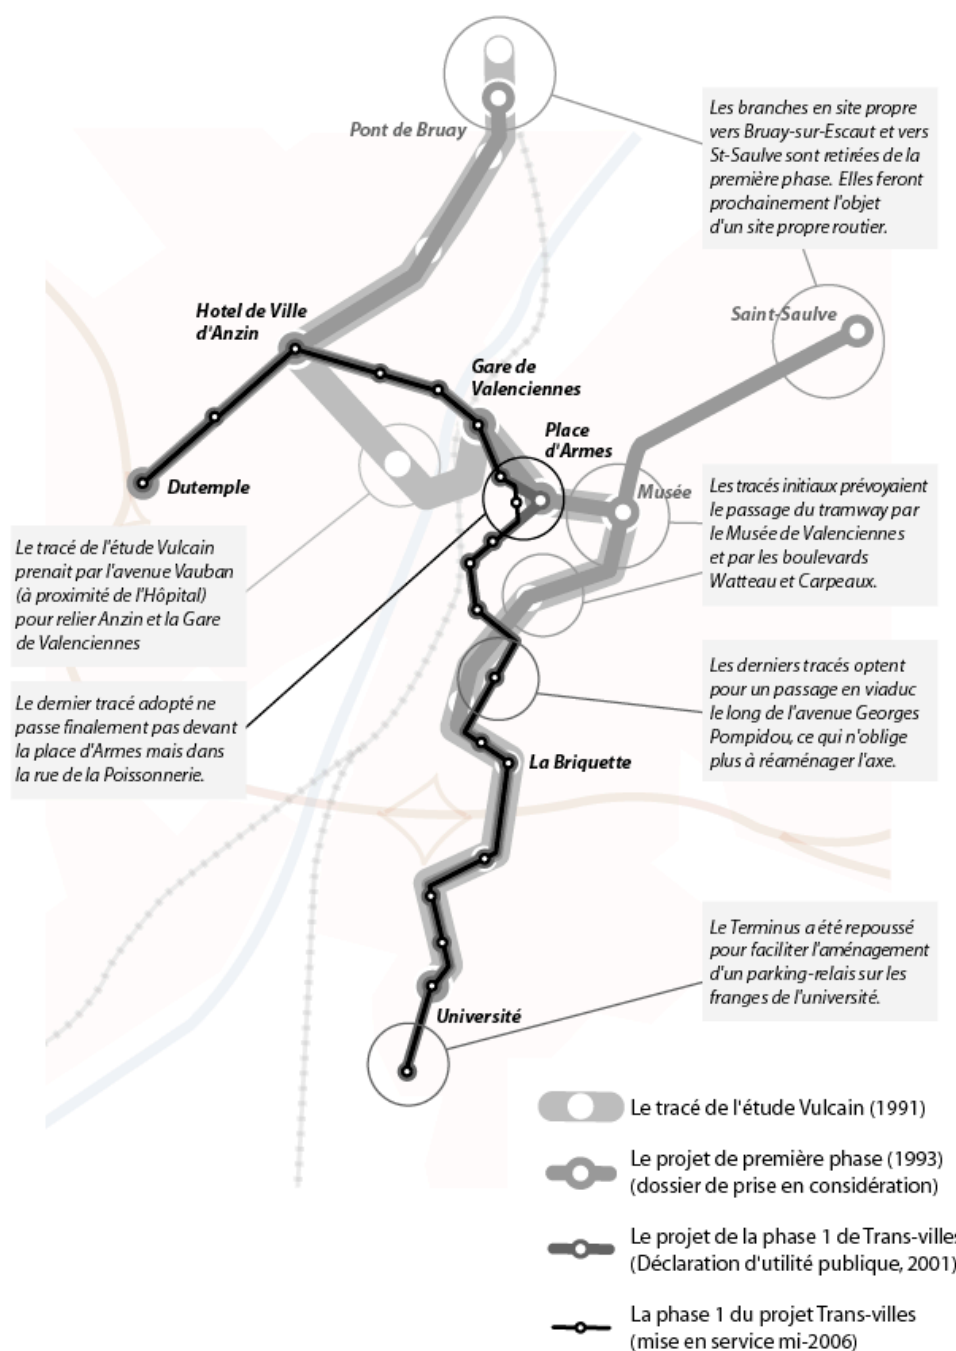 Pont de Bruay
Les branches en site propre
vers Bruay-sur-Escaut et vers
St-Saulve sont retirées de la
première phase. Elles feront
prochainement l'objet
d'un site propre routier.
Hotel de Ville
d'Anzin
Saint-Saulve
Gare de
Valenciennes
Place
d'Armes
Dutemple
Musée
Les tracés initiaux prévoyaient
le passage du tramway par
le Musée de Valenciennes
et par les boulevards
Watteau et Carpeaux.
Le tracé de l'étude Vulcain
prenait par l'avenue Vauban
(à proximité de l'Hôpital)
pour relier Anzin et la Gare
de Valenciennes
Les derniers tracés optent
pour un passage en viaduc
le long de l'avenue Georges
Pompidou, ce qui n'oblige
plus à réaménager l'axe.
Le dernier tracé adopté ne
passe finalement pas devant
la place d'Armes mais dans
la rue de la Poissonnerie.
La Briquette
Le Terminus a été repoussé
pour faciliter l'aménagement
d'un parking-relais sur les
franges de l'université.
Université
Le tracé de l'étude Vulcain (1991)
Le projet de première phase (1993)
(dossier de prise en considération)
Le projet de la phase 1 de Trans-villes
(Déclaration d'utilité publique, 2001)
La phase 1 du projet Trans-villes
(mise en service mi-2006)